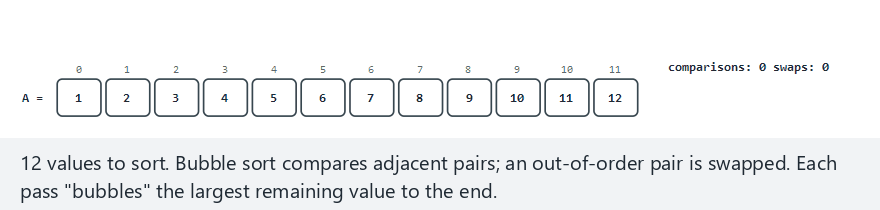 0 1 2 3 4 5 6 7 8 9 10 11
comparisons: 0 swaps: 0
A = 1 2 3 4 5 6 7 8 9 10 11 12
12 values to sort. Bubble sort compares adjacent pairs; an out-of-order pair is swapped. Each
pass "bubbles" the largest remaining value to the end.